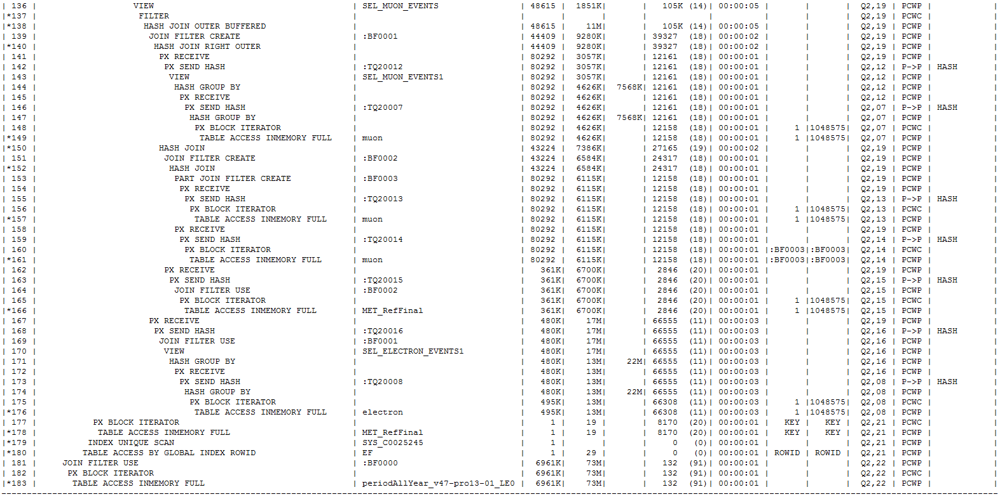 | 136 | VIEW | SEL_MUON_EVENTS | 48615 | 1851K| | 105K (14)| 00:00:05 | | | Q2,19 | PCWP | |
|*137 | FILTER | | | | | | | | | Q2,19 | PCWC | |
|*138 | HASH JOIN OUTER BUFFERED | | 48615 | 11M| | 105K (14)| 00:00:05 | | | Q2,19 | PCWP | |
| 139 | JOIN FILTER CREATE | :BF0001 | 44409 | 9280K| | 39327 (18)| 00:00:02 | | | Q2,19 | PCWP | |
|*140 | HASH JOIN RIGHT OUTER | | 44409 | 9280K| | 39327 (18)| 00:00:02 | | | Q2,19 | PCWP | |
| 141 | PX RECEIVE | | 80292 | 3057K| | 12161 (18)| 00:00:01 | | | Q2,19 | PCWP | |
| 142 | PX SEND HASH | :TQ20012 | 80292 | 3057K| | 12161 (18)| 00:00:01 | | | Q2,12 | P->P | HASH |
| 143 | VIEW | SEL_MUON_EVENTS1 | 80292 | 3057K| | 12161 (18)| 00:00:01 | | | Q2,12 | PCWP | |
| 144 | HASH GROUP BY | | 80292 | 4626K| 7568K| 12161 (18)| 00:00:01 | | | Q2,12 | PCWP | |
| 145 | PX RECEIVE | | 80292 | 4626K| | 12161 (18)| 00:00:01 | | | Q2,12 | PCWP | |
| 146 | PX SEND HASH | :TQ20007 | 80292 | 4626K| | 12161 (18)| 00:00:01 | | | Q2,07 | P->P | HASH |
| 147 | HASH GROUP BY | | 80292 | 4626K| 7568K| 12161 (18)| 00:00:01 | | | Q2,07 | PCWP | |
| 148 | PX BLOCK ITERATOR | | 80292 | 4626K| | 12158 (18)| 00:00:01 | 1 |1048575| Q2,07 | PCWC | |
|*149 | TABLE ACCESS INMEMORY FULL | muon | 80292 | 4626K| | 12158 (18)| 00:00:01 | 1 |1048575| Q2,07 | PCWP | |
|*150 | HASH JOIN | | 43224 | 7386K| | 27165 (19)| 00:00:02 | | | Q2,19 | PCWP | |
| 151 | JOIN FILTER CREATE | :BF0002 | 43224 | 6584K| | 24317 (18)| 00:00:01 | | | Q2,19 | PCWP | |
|*152 | HASH JOIN | | 43224 | 6584K| | 24317 (18)| 00:00:01 | | | Q2,19 | PCWP | |
| 153 | PART JOIN FILTER CREATE | :BF0003 | 80292 | 6115K| | 12158 (18)| 00:00:01 | | | Q2,19 | PCWP | |
| 154 | PX RECEIVE | | 80292 | 6115K| | 12158 (18)| 00:00:01 | | | Q2,19 | PCWP | |
| 155 | PX SEND HASH | :TQ20013 | 80292 | 6115K| | 12158 (18)| 00:00:01 | | | Q2,13 | P->P | HASH |
| 156 | PX BLOCK ITERATOR | | 80292 | 6115K| | 12158 (18)| 00:00:01 | 1 |1048575| Q2,13 | PCWC | |
|*157 | TABLE ACCESS INMEMORY FULL | muon | 80292 | 6115K| | 12158 (18)| 00:00:01 | 1 |1048575| Q2,13 | PCWP | |
| 158 | PX RECEIVE | | 80292 | 6115K| | 12158 (18)| 00:00:01 | | | Q2,19 | PCWP | |
| 159 | PX SEND HASH | :TQ20014 | 80292 | 6115K| | 12158 (18)| 00:00:01 | | | Q2,14 | P->P | HASH |
| 160 | PX BLOCK ITERATOR | | 80292 | 6115K| | 12158 (18)| 00:00:01 |:BF0003|:BF0003| Q2,14 | PCWC | |
|*161 | TABLE ACCESS INMEMORY FULL | muon | 80292 | 6115K| | 12158 (18)| 00:00:01 |:BF0003|:BF0003| Q2,14 | PCWP | |
| 162 | PX RECEIVE | | 361K| 6700K| | 2846 (20)| 00:00:01 | | | Q2,19 | PCWP | |
| 163 | PX SEND HASH | :TQ20015 | 361K| 6700K| | 2846 (20)| 00:00:01 | | | Q2,15 | P->P | HASH |
| 164 | JOIN FILTER USE | :BF0002 | 361K| 6700K| | 2846 (20)| 00:00:01 | | | Q2,15 | PCWP | |
| 165 | PX BLOCK ITERATOR | | 361K| 6700K| | 2846 (20)| 00:00:01 | 1 |1048575| Q2,15 | PCWC | |
|*166 | TABLE ACCESS INMEMORY FULL | MET_RefFinal | 361K| 6700K| | 2846 (20)| 00:00:01 | 1 |1048575| Q2,15 | PCWP | |
| 167 | PX RECEIVE | | 480K| 17M| | 66555 (11)| 00:00:03 | | | Q2,19 | PCWP | |
| 168 | PX SEND HASH | :TQ20016 | 480K| 17M| | 66555 (11)| 00:00:03 | | | Q2,16 | P->P | HASH |
| 169 | JOIN FILTER USE | :BF0001 | 480K| 17M| | 66555 (11)| 00:00:03 | | | Q2,16 | PCWP | |
| 170 | VIEW | SEL_ELECTRON_EVENTS1 | 480K| 17M| | 66555 (11)| 00:00:03 | | | Q2,16 | PCWP | |
| 171 | HASH GROUP BY | | 480K| 13M| 22M| 66555 (11)| 00:00:03 | | | Q2,16 | PCWP | |
| 172 | PX RECEIVE | | 480K| 13M| | 66555 (11)| 00:00:03 | | | Q2,16 | PCWP | |
| 173 | PX SEND HASH | :TQ20008 | 480K| 13M| | 66555 (11)| 00:00:03 | | | Q2,08 | P->P | HASH |
| 174 | HASH GROUP BY | | 480K| 13M| 22M| 66555 (11)| 00:00:03 | | | Q2,08 | PCWP | |
| 175 | PX BLOCK ITERATOR | | 495K| 13M| | 66308 (11)| 00:00:03 | 1 |1048575| Q2,08 | PCWC | |
|*176 | TABLE ACCESS INMEMORY FULL | electron | 495K| 13M| | 66308 (11)| 00:00:03 | 1 |1048575| Q2,08 | PCWP | |
| 177 | PX BLOCK ITERATOR | | 1 | 19 | | 8170 (20)| 00:00:01 | KEY | KEY | Q2,21 | PCWC | |
|*178 | TABLE ACCESS INMEMORY FULL | MET_RefFinal | 1 | 19 | | 8170 (20)| 00:00:01 | KEY | KEY | Q2,21 | PCWP | |
|*179 | INDEX UNIQUE SCAN | SYS_C0025245 | 1 | | | 0 (0)| 00:00:01 | | | Q2,21 | PCWP | |
|*180 | TABLE ACCESS BY GLOBAL INDEX ROWID | EF | 1 | 29 | | 0 (0)| 00:00:01 | ROWID | ROWID | Q2,21 | PCWP | |
| 181 | JOIN FILTER USE | :BF0000 | 6961K| 73M| | 132 (91)| 00:00:01 | | | Q2,22 | PCWP | |
| 182 | PX BLOCK ITERATOR | | 6961K| 73M| | 132 (91)| 00:00:01 | | | Q2,22 | PCWC | |
|*183 | TABLE ACCESS INMEMORY FULL | periodAllYear_v47-pro13-01_LE0 | 6961K| 73M| | 132 (91)| 00:00:01 | | | Q2,22 | PCWP | |